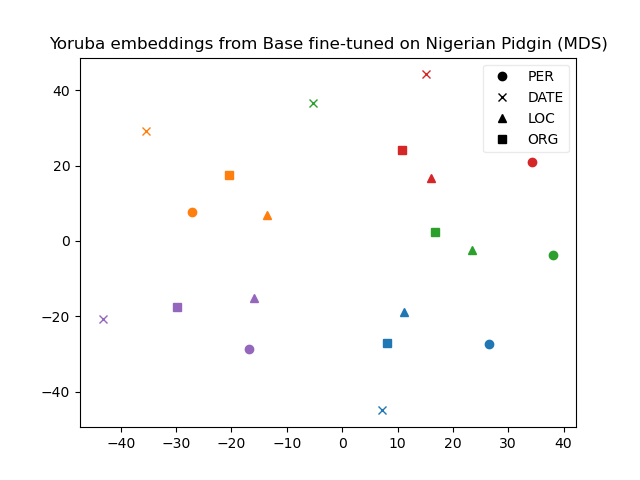 Yoruba embeddings from Base fine-tuned on Nigerian Pidgin (MDS)
PER
DATE
LOC
ORG
40
20
0
−20
−40
−40
−30
−20
−10
0
10
20
30
40